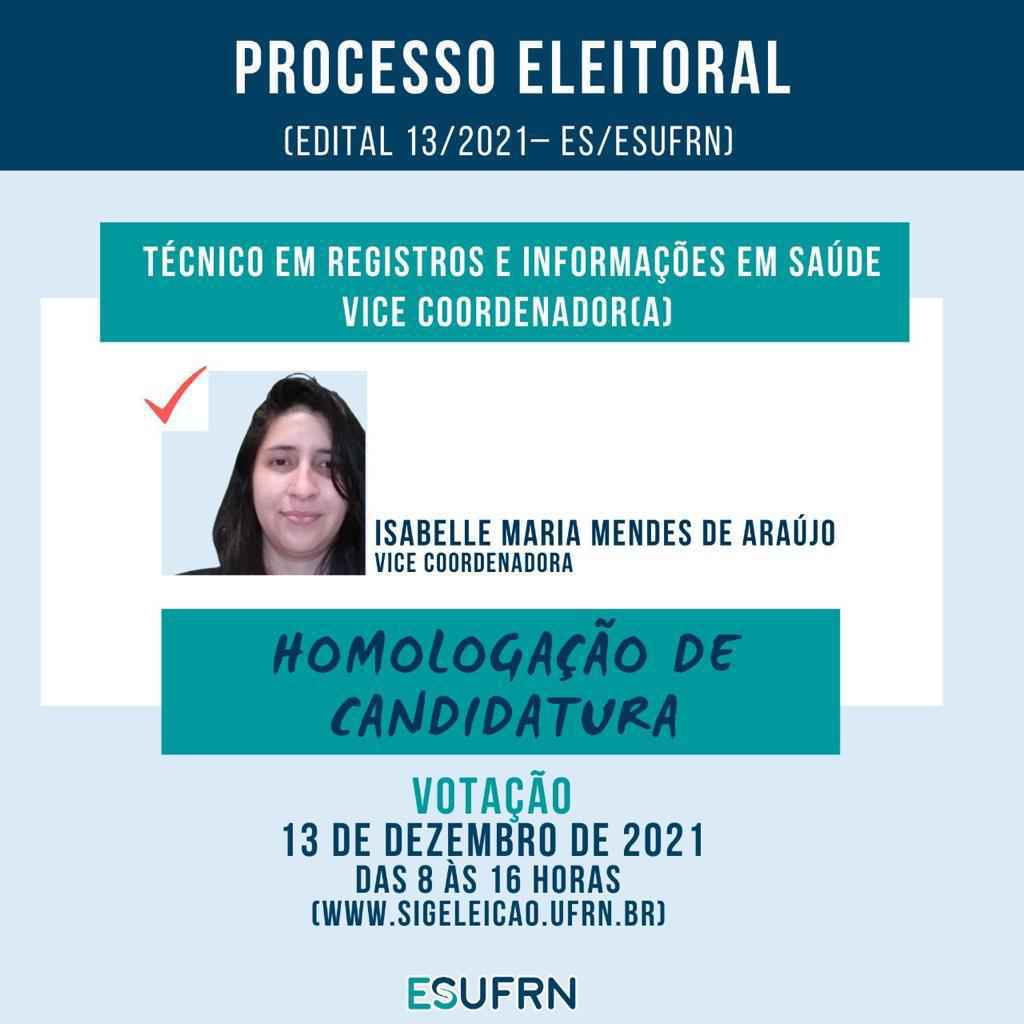 PROCESSO ELEITORAL
(EDITAL 13/2021– ES/ESUFRN)
TÉCNICO EM REGISTROS E INFORMAÇÕES EM SAÚDE
VICE COORDENADOR(A)
ISABELLE MARIA MENDES DE ARAÚJO
VICE COORDENADORA
HOMOLOGAÇÃO DE
CANDIDATURA
VOTAÇÃO
13 DE DEZEMBRO DE 2021
DAS 8 ÀS 16 HORAS
(WWW.SIGELEICAO.UFRN.BR)
ESUFRN